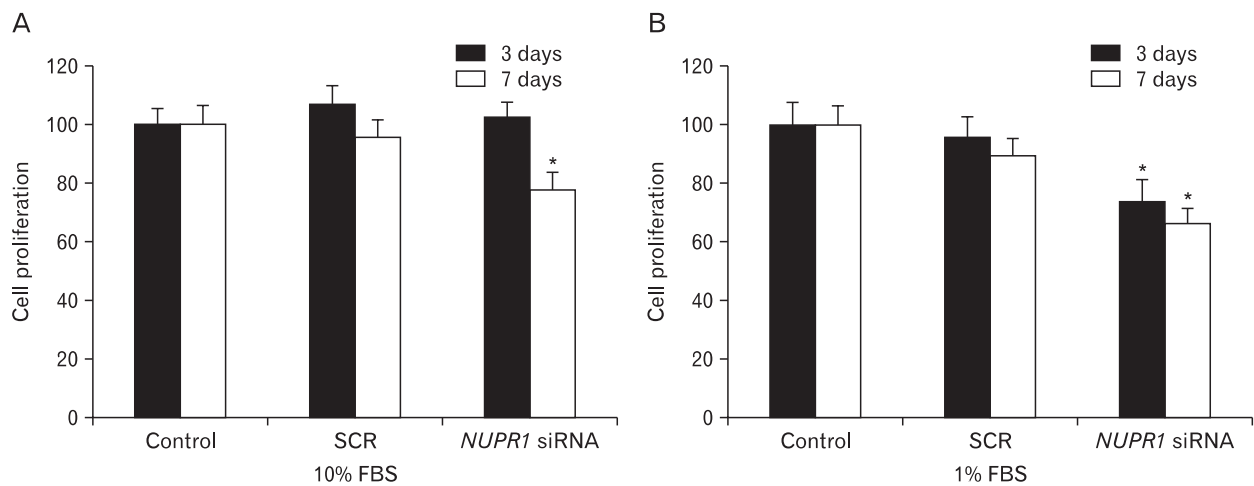 A
3 days
7 days
120
100
80
60
40
20
0
Cell proliferation
*
Control
SCR
NUPR1 siRNA
10% FBS
B
3 days
7 days
120
100
80
60
40
20
0
Cell proliferation
*
*
Control
SCR
NUPR1 siRNA
1% FBS